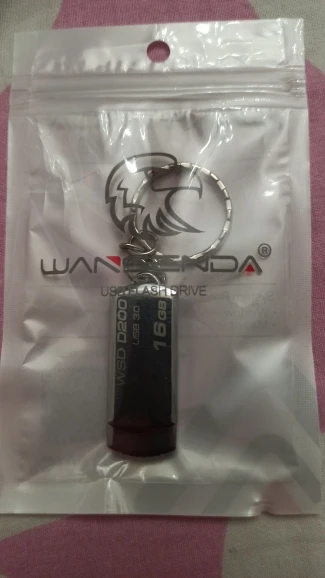 WANSENDA®
USB FLASH DRIVE
WSD D200
USB 3.0
16GB